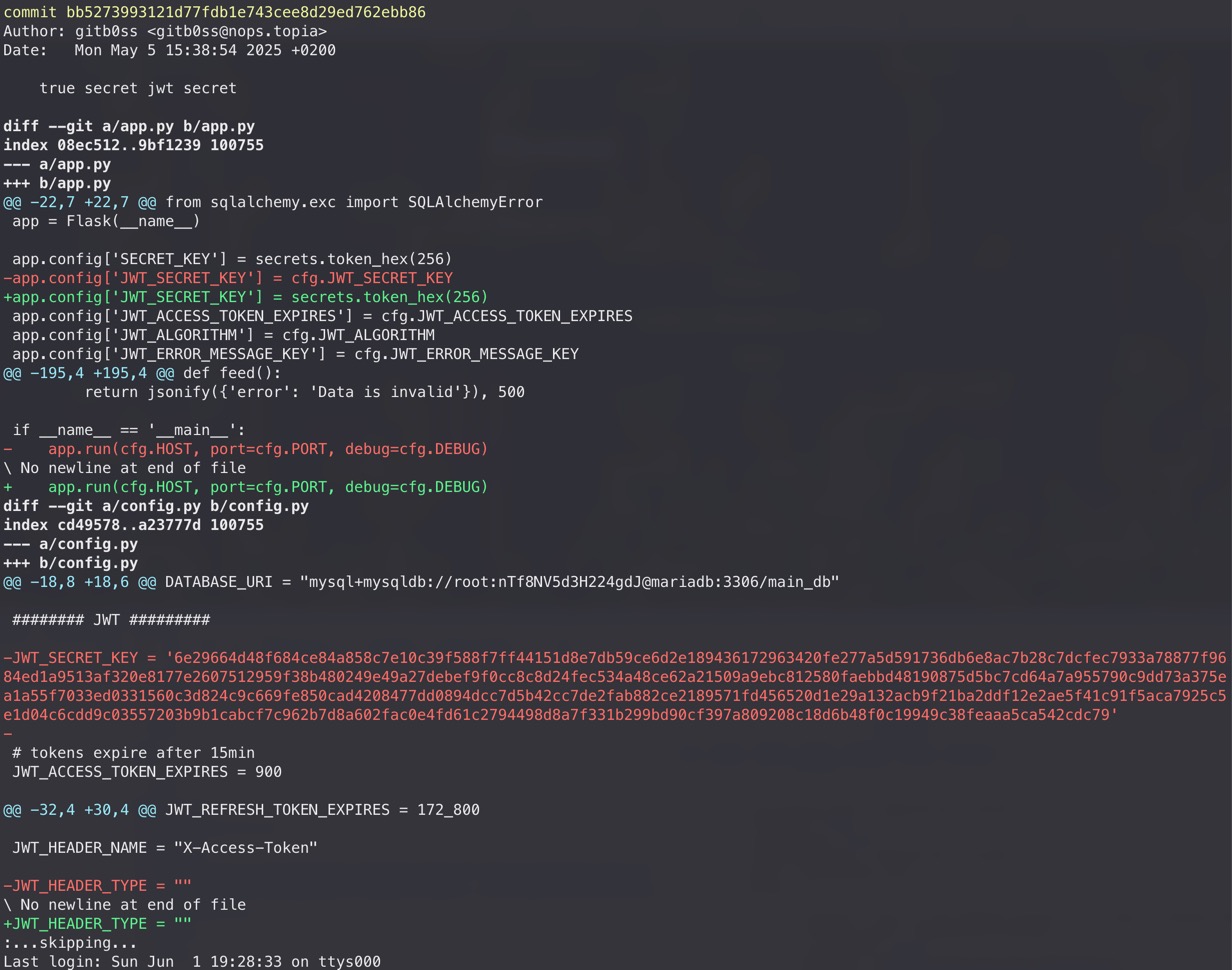 commit bb5273993121d77fdb1e743cee8d29ed762ebb86
Author: gitb0ss <gitb0ss@nops.topia>
Date:   Mon May 5 15:38:54 2025 +0200

    true secret jwt secret

diff --git a/app.py b/app.py
index 08ec512..9bf1239 100755
--- a/app.py
+++ b/app.py
@@ -22,7 +22,7 @@ from sqlalchemy.exc import SQLAlchemyError
 app = Flask(__name__)

 app.config['SECRET_KEY'] = secrets.token_hex(256)
-app.config['JWT_SECRET_KEY'] = cfg.JWT_SECRET_KEY
+app.config['JWT_SECRET_KEY'] = secrets.token_hex(256)
 app.config['JWT_ACCESS_TOKEN_EXPIRES'] = cfg.JWT_ACCESS_TOKEN_EXPIRES
 app.config['JWT_ALGORITHM'] = cfg.JWT_ALGORITHM
 app.config['JWT_ERROR_MESSAGE_KEY'] = cfg.JWT_ERROR_MESSAGE_KEY
@@ -195,4 +195,4 @@ def feed():
         return jsonify({'error': 'Data is invalid'}), 500

 if __name__ == '__main__':
-    app.run(cfg.HOST, port=cfg.PORT, debug=cfg.DEBUG)
\ No newline at end of file
+    app.run(cfg.HOST, port=cfg.PORT, debug=cfg.DEBUG)
diff --git a/config.py b/config.py
index cd49578..a23777d 100755
--- a/config.py
+++ b/config.py
@@ -18,8 +18,6 @@ DATABASE_URI = "mysql+mysqldb://root:nTf8NV5d3H224gdJ@mariadb:3306/main_db"

 ######## JWT #########

-JWT_SECRET_KEY = '6e29664d48f684ce84a858c7e10c39f588f7ff44151d8e7db59ce6d2e189436172963420fe277a5d591736db6e8ac7b28c7dcfec7933a78877f96
84ed1a9513af320e8177e2607512959f38b480249e49a27debef9f0cc8c8d24fec534a48ce62a21509a9ebc812580faebbd48190875d5bc7cd64a7a955790c9dd73a375e
a1a55f7033ed0331560c3d824c9c669fe850cad4208477dd0894dcc7d5b42cc7de2fab882ce2189571fd456520d1e29a132acb9f21ba2ddf12e2ae5f41c91f5aca7925c5
e1d04c6cdd9c03557203b9b1cabcf7c962b7d8a602fac0e4fd61c2794498d8a7f331b299bd90cf397a809208c18d6b48f0c19949c38feaaa5ca542cdc79'
-
 # tokens expire after 15min
 JWT_ACCESS_TOKEN_EXPIRES = 900

@@ -32,4 +30,4 @@ JWT_REFRESH_TOKEN_EXPIRES = 172_800

 JWT_HEADER_NAME = "X-Access-Token"

-JWT_HEADER_TYPE = ""
\ No newline at end of file
+JWT_HEADER_TYPE = ""
:...skipping...
Last login: Sun Jun  1 19:28:33 on ttys000